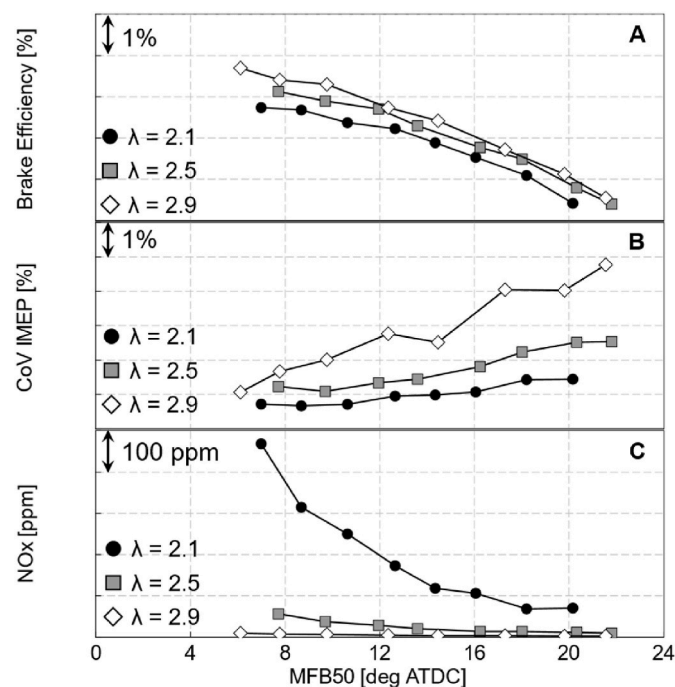 Brake Efficiency [%]
1%
A
λ = 2.1
λ = 2.5
λ = 2.9
CoV IMEP [%]
1%
B
λ = 2.1
λ = 2.5
λ = 2.9
NOx [ppm]
100 ppm
C
λ = 2.1
λ = 2.5
λ = 2.9
0 4 8 12 16 20 24
MFB50 [deg ATDC]